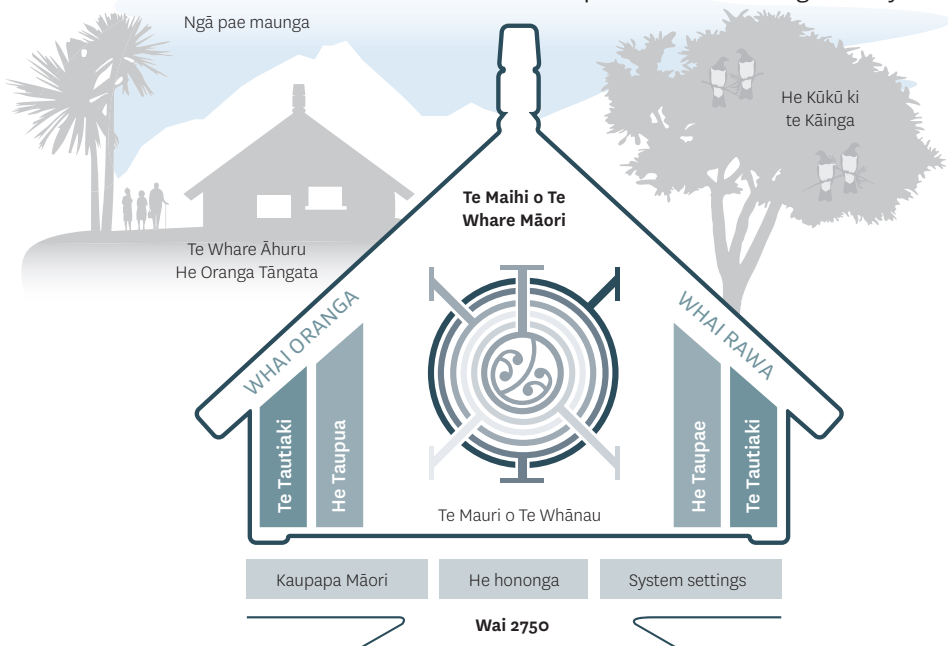 Ngā pae maunga
He Kūkū ki
te Kāinga
Te Maihi o Te
Whare Māori
Te Whare Āhuru
He Oranga Tāngata
WHAI ORANGA
WHAI RAWA
Te Tautiaki
He Taupua
He Taupae
Te Tautiaki
Te Mauri o Te Whānau
Kaupapa Māori
He hononga
System settings
Wai 2750